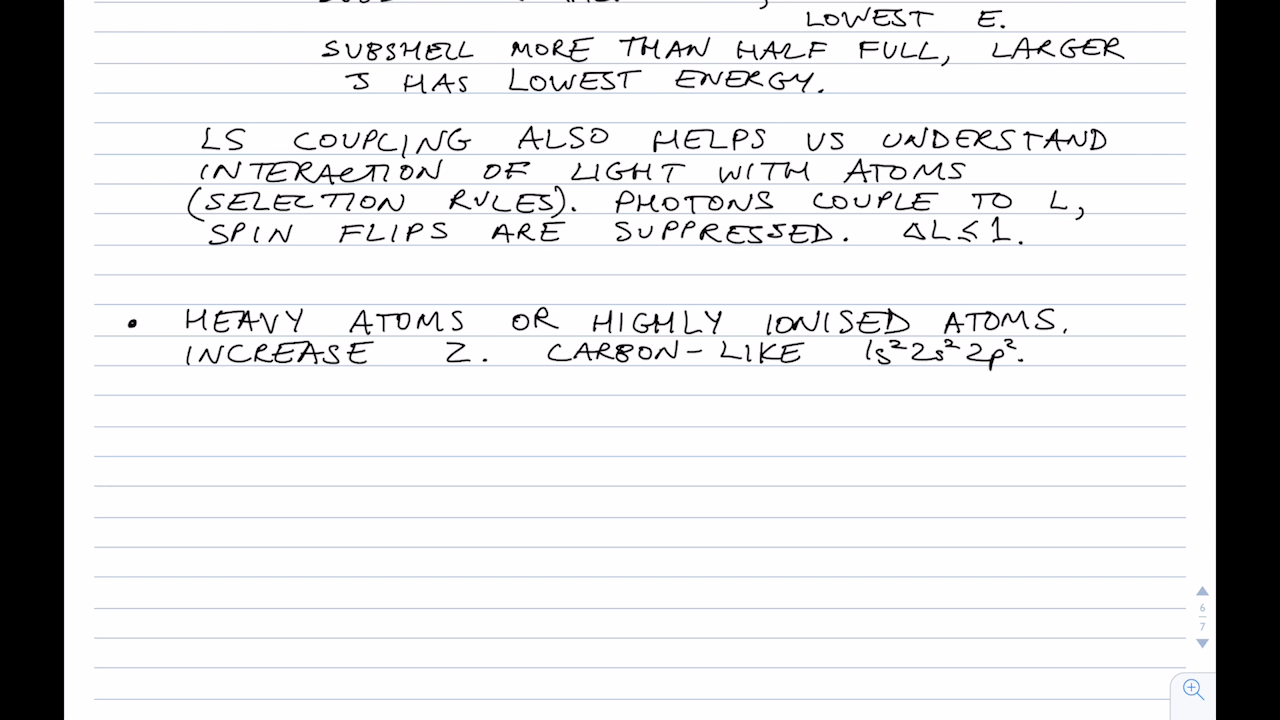 LOWEST E.
SUBSHELL MORE THAN HALF FULL, LARGER
J HAS LOWEST ENERGY.
LS COUPLING ALSO HELPS US UNDERSTAND
INTERACTION OF LIGHT WITH ATOMS
(SELECTION RULES). PHOTONS COUPLE TO L,
SPIN FLIPS ARE SUPPRESSED. ΔL≤1.
• HEAVY ATOMS OR HIGHLY IONISED ATOMS.
INCREASE Z. CARBON-LIKE 1s²2s²2p².
6
7